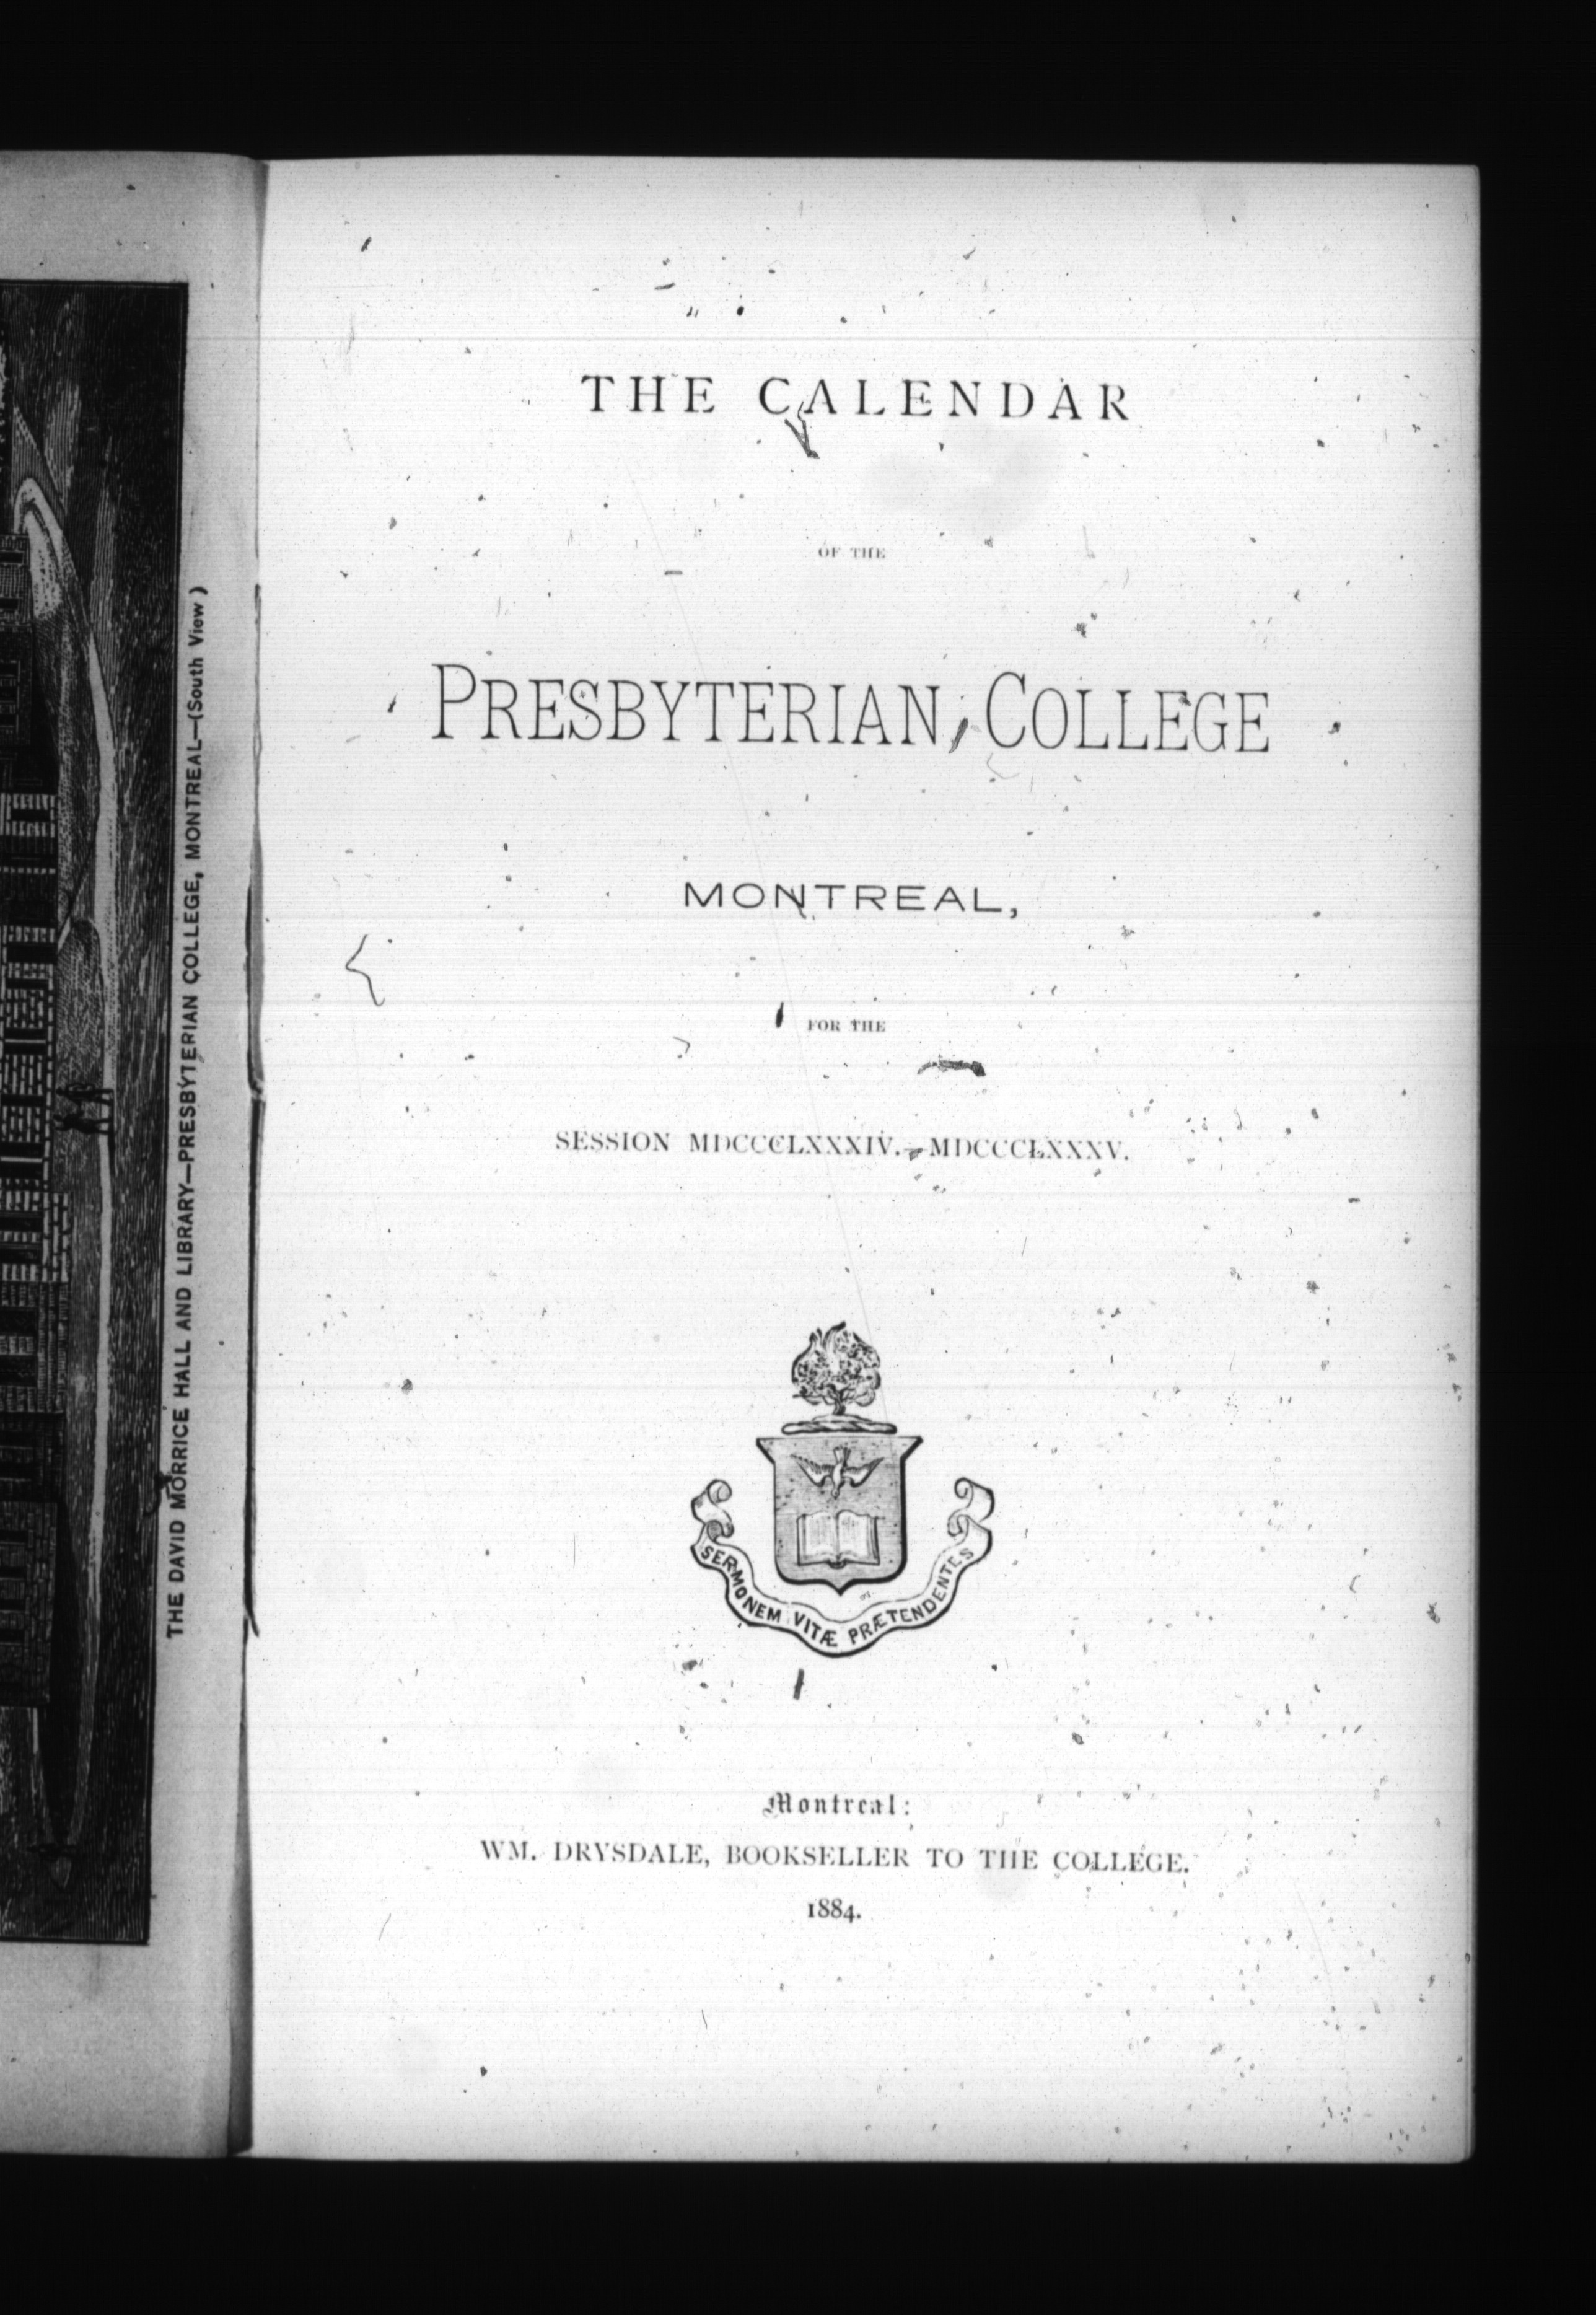 THE DAVID MORRICE HALL AND LIBRARY—PRESBYTERIAN COLLEGE, MONTREAL—(South View)
THE CALENDAR
OF THE
PRESBYTERIAN COLLEGE
MONTREAL,
FOR THE
SESSION MDCCCLXXXIV.—MDCCCLXXXV.
SERMONEM VITÆ PRÆTENDENTES
Montreal:
WM. DRYSDALE, BOOKSELLER TO THE COLLEGE.
1884.